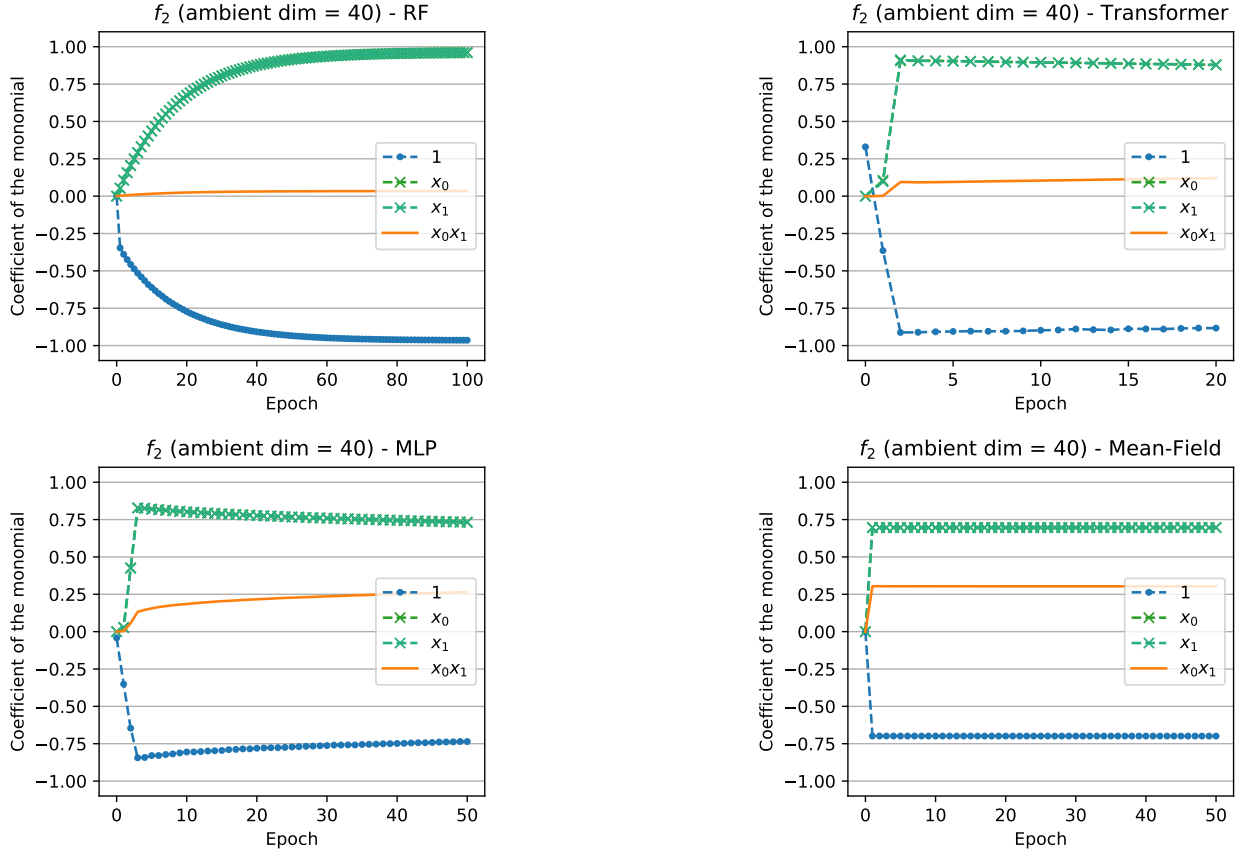 f₂ (ambient dim = 40) - RF
1.00
0.75
0.50
0.25
0.00
−0.25
−0.50
−0.75
−1.00
Coefficient of the monomial
1
x₀
x₁
x₀x₁
0 20 40 60 80 100
Epoch
f₂ (ambient dim = 40) - Transformer
1.00
0.75
0.50
0.25
0.00
−0.25
−0.50
−0.75
−1.00
Coefficient of the monomial
1
x₀
x₁
x₀x₁
0 5 10 15 20
Epoch
f₂ (ambient dim = 40) - MLP
1.00
0.75
0.50
0.25
0.00
−0.25
−0.50
−0.75
−1.00
Coefficient of the monomial
1
x₀
x₁
x₀x₁
0 10 20 30 40 50
Epoch
f₂ (ambient dim = 40) - Mean-Field
1.00
0.75
0.50
0.25
0.00
−0.25
−0.50
−0.75
−1.00
Coefficient of the monomial
1
x₀
x₁
x₀x₁
0 10 20 30 40 50
Epoch